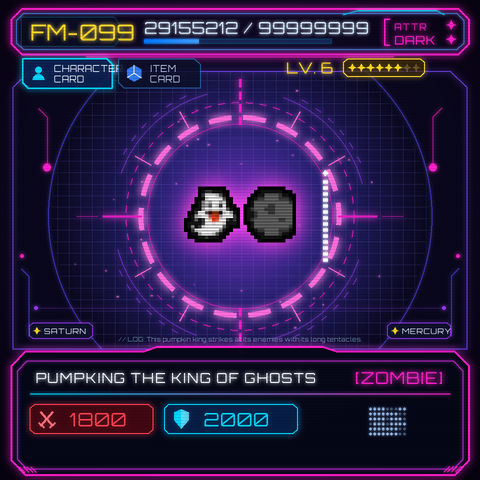 FM-099
29155212 / 99999999
ATTR
DARK
CHARACTER
CARD
ITEM
CARD
LV.6
SATURN
MERCURY
// LOG: This pumpkin king strikes at its enemies with its long tentacles
PUMPKING THE KING OF GHOSTS
[ZOMBIE]
1800
2000